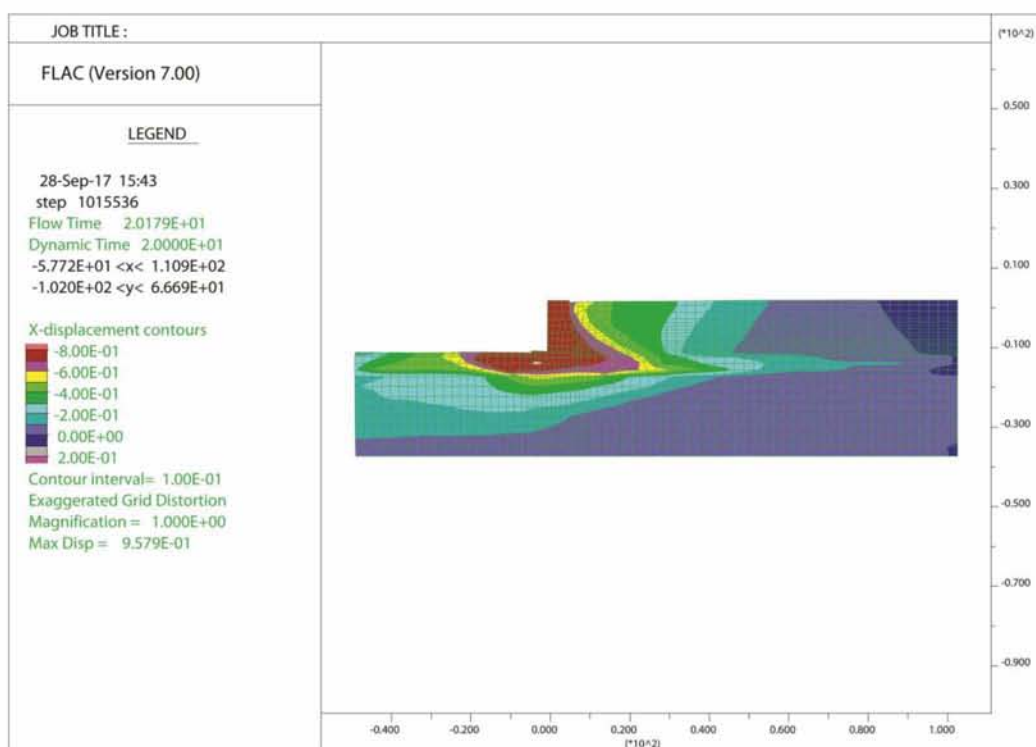 JOB TITLE :
FLAC (Version 7.00)
LEGEND
28-Sep-17 15:43
step 1015536
Flow Time 2.0179E+01
Dynamic Time 2.0000E+01
-5.772E+01 <x< 1.109E+02
-1.020E+02 <y< 6.669E+01
X-displacement contours
-8.00E-01
-6.00E-01
-4.00E-01
-2.00E-01
0.00E+00
2.00E-01
Contour interval= 1.00E-01
Exaggerated Grid Distortion
Magnification = 1.000E+00
Max Disp = 9.579E-01
(*10^2)
0.500
0.300
0.100
-0.100
-0.300
-0.500
-0.700
-0.900
-0.400 -0.200 0.000 0.200 0.400 0.600 0.800 1.000
(*10^2)